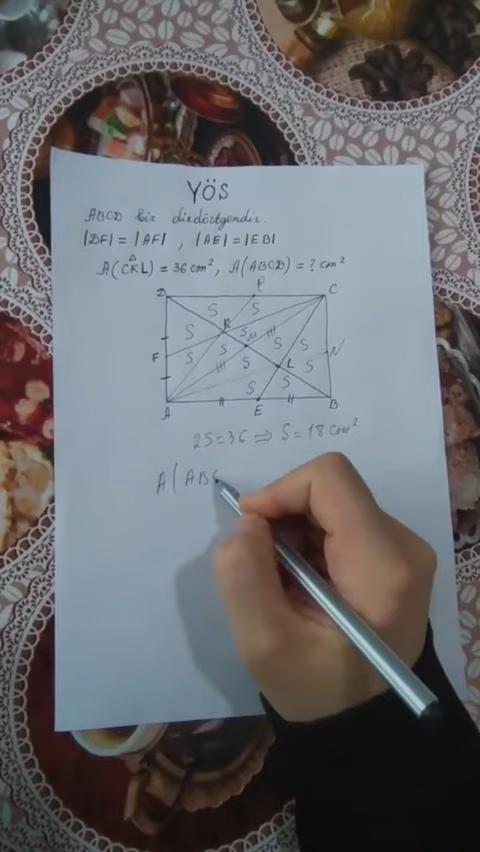 YÖS
ABCD bir dikdörtgendir.
|DF| = |AF| , |AE| = |EB|
A(CKL) = 36 cm², A(ABCD) = ? cm²
D P C
S S
S K S M S
F S S S S L S N
S S
A E B
2S = 36 ⇒ S = 18 cm²
A(ABC